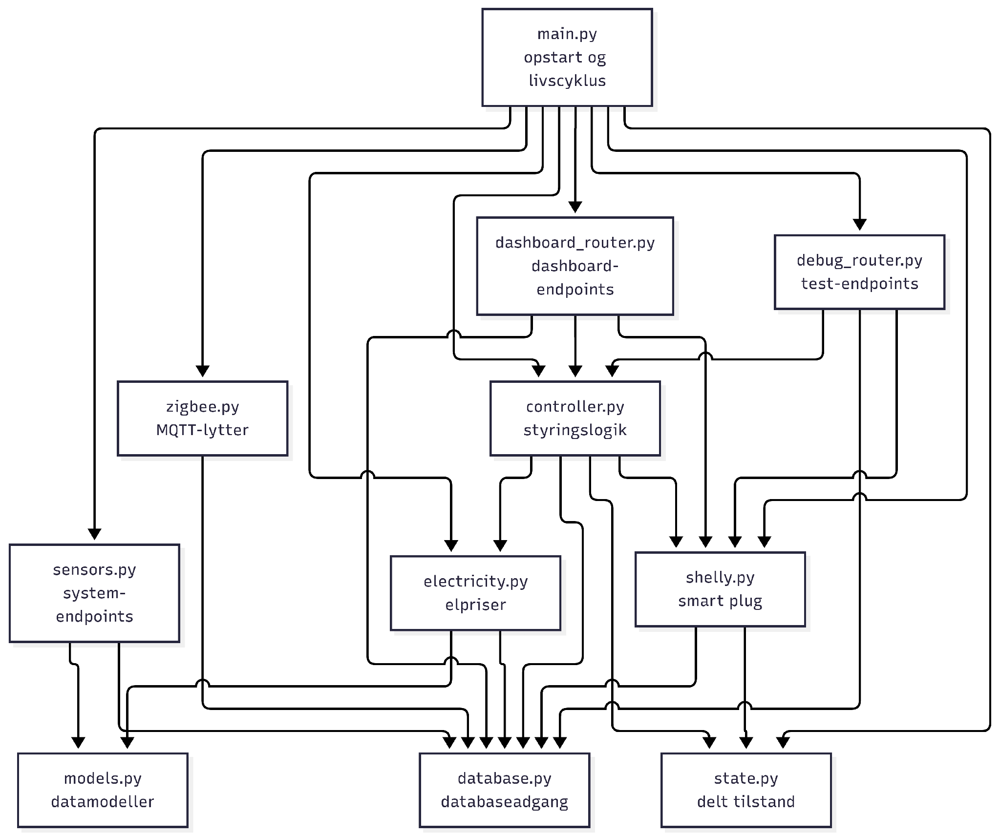 main.py
opstart og
livscyklus
dashboard_router.py
dashboard-
endpoints
debug_router.py
test-endpoints
zigbee.py
MQTT-lytter
controller.py
styringslogik
sensors.py
system-
endpoints
electricity.py
elpriser
shelly.py
smart plug
models.py
datamodeller
database.py
databaseadgang
state.py
delt tilstand